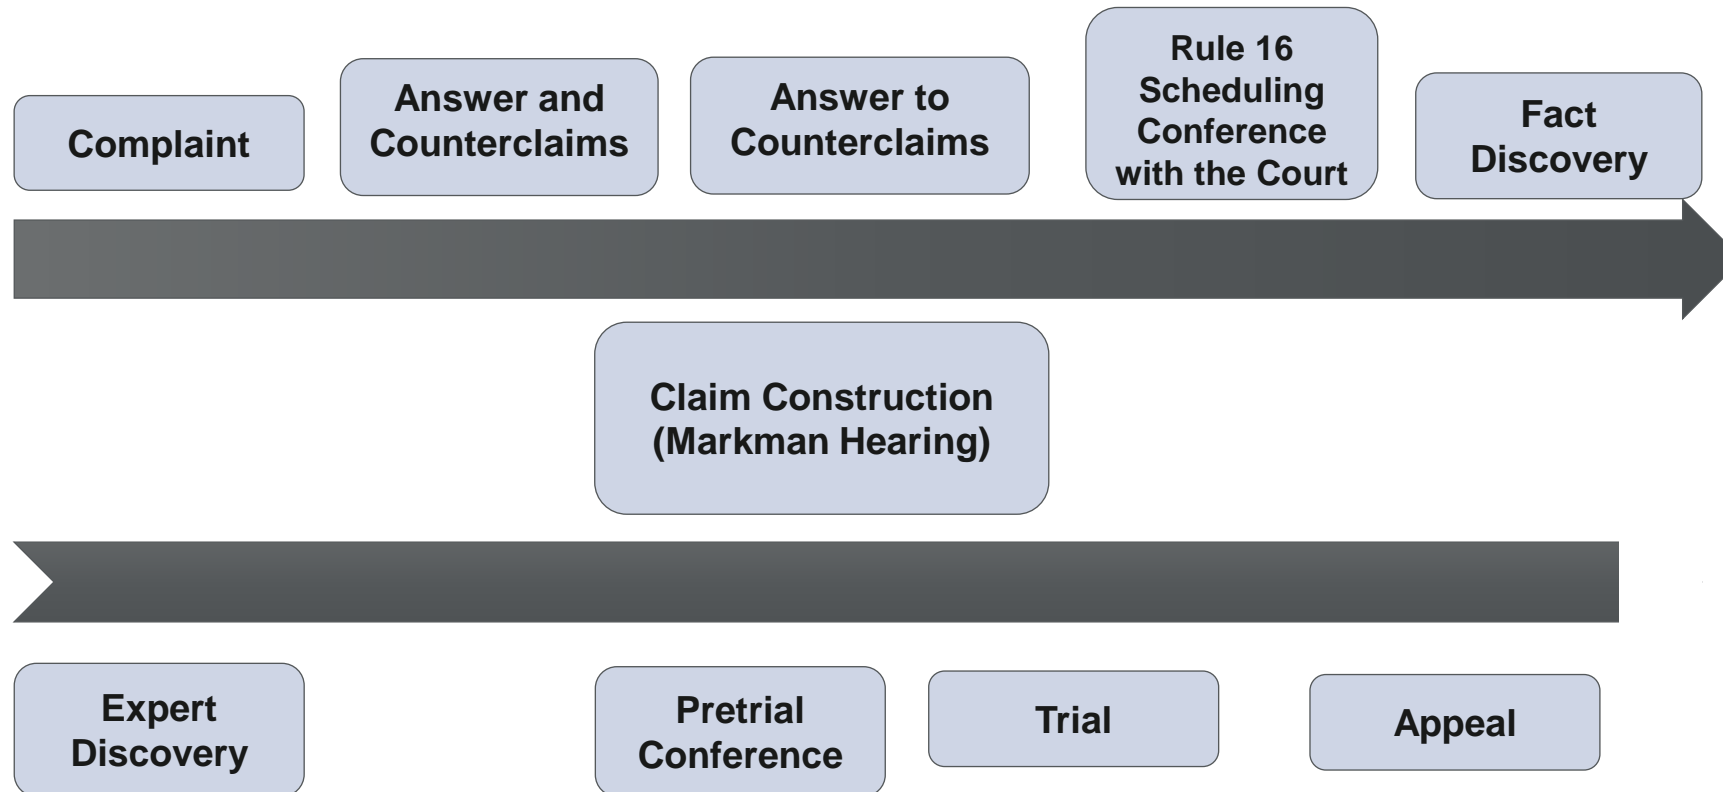 Complaint
Answer and
Counterclaims
Answer to
Counterclaims
Rule 16
Scheduling
Conference
with the Court
Fact
Discovery
Claim Construction
(Markman Hearing)
Expert
Discovery
Pretrial
Conference
Trial
Appeal